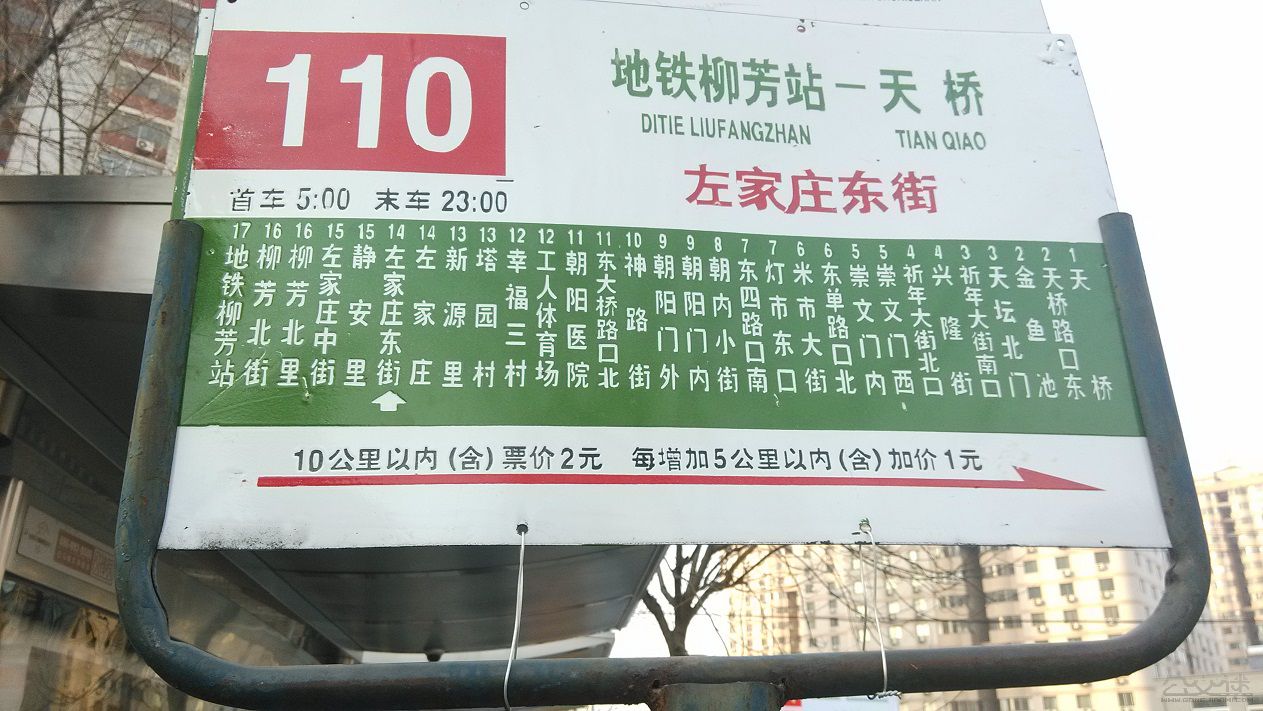 110
地铁柳芳站－天桥
DITIE LIUFANGZHAN TIAN QIAO
左家庄东街
首车 5:00 末车 23:00
17 16 16 15 15 14 14 13 13 12 12 11 11 10 9 9 8 7 7 6 6 5 5 4 4 3 3 2 2 1
地铁柳芳站
柳芳北街
柳芳北里
左家庄中街
静安里
左家庄东街
左家庄
新源里
塔园村
幸福三村
工人体育场
朝阳医院
东大桥路口北
神路街
朝阳门外
朝阳门内
朝内小街
东四路口南
灯市东口
米市大街
东单路口北
崇文门内
崇文门西
祈年大街北口
兴隆街
祈年大街南口
天坛北门
金鱼池
天桥路口东
天桥
10公里以内(含)票价2元 每增加5公里以内(含)加价1元